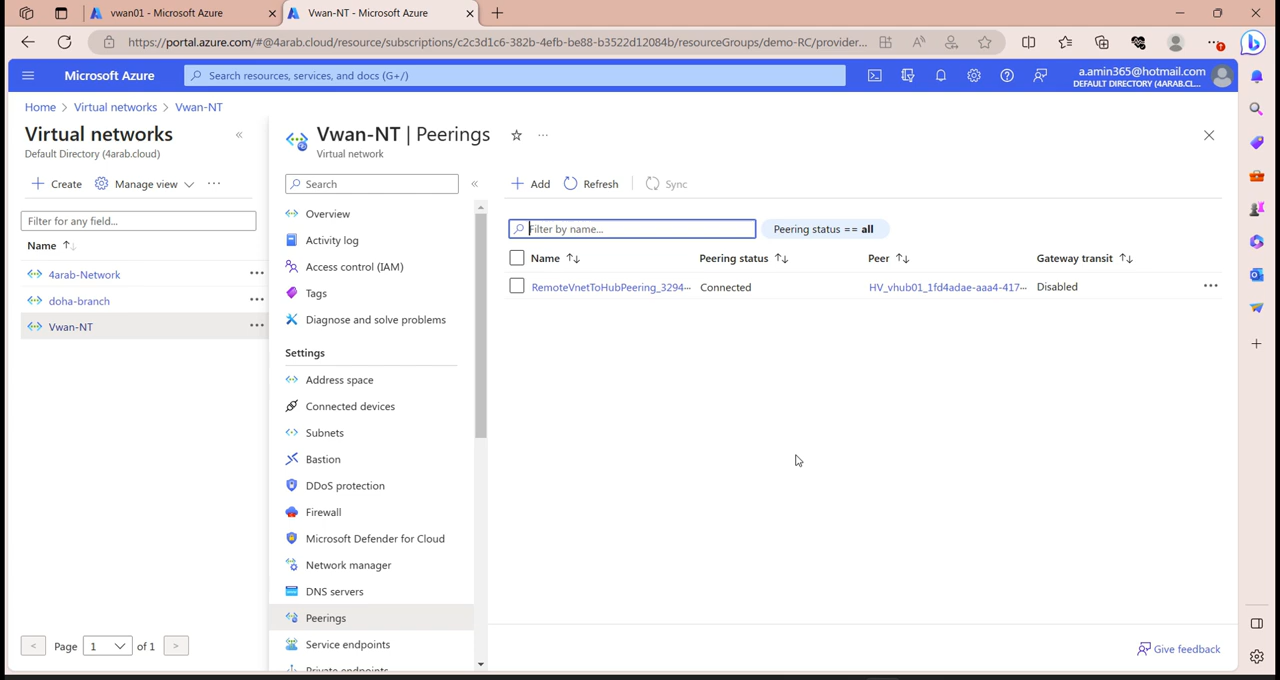 vwan01 - Microsoft Azure
Vwan-NT - Microsoft Azure
https://portal.azure.com/#@4arab.cloud/resource/subscriptions/c2c3d1c6-382b-4efb-be88-b3522d12084b/resourceGroups/demo-RC/provider...
Microsoft Azure
Search resources, services, and docs (G+/)
a.amin365@hotmail.com
DEFAULT DIRECTORY (4ARAB.CL...
Home > Virtual networks > Vwan-NT
Virtual networks
Default Directory (4arab.cloud)
Create
Manage view
Filter for any field...
Name
4arab-Network
doha-branch
Vwan-NT
Page 1 of 1
Vwan-NT | Peerings
Virtual network
Search
Overview
Activity log
Access control (IAM)
Tags
Diagnose and solve problems
Settings
Address space
Connected devices
Subnets
Bastion
DDoS protection
Firewall
Microsoft Defender for Cloud
Network manager
DNS servers
Peerings
Service endpoints
Private endpoints
Add
Refresh
Sync
Filter by name...
Peering status == all
Name Peering status Peer Gateway transit
RemoteVnetToHubPeering_3294... Connected HV_vhub01_1fd4adae-aaa4-417... Disabled
Give feedback